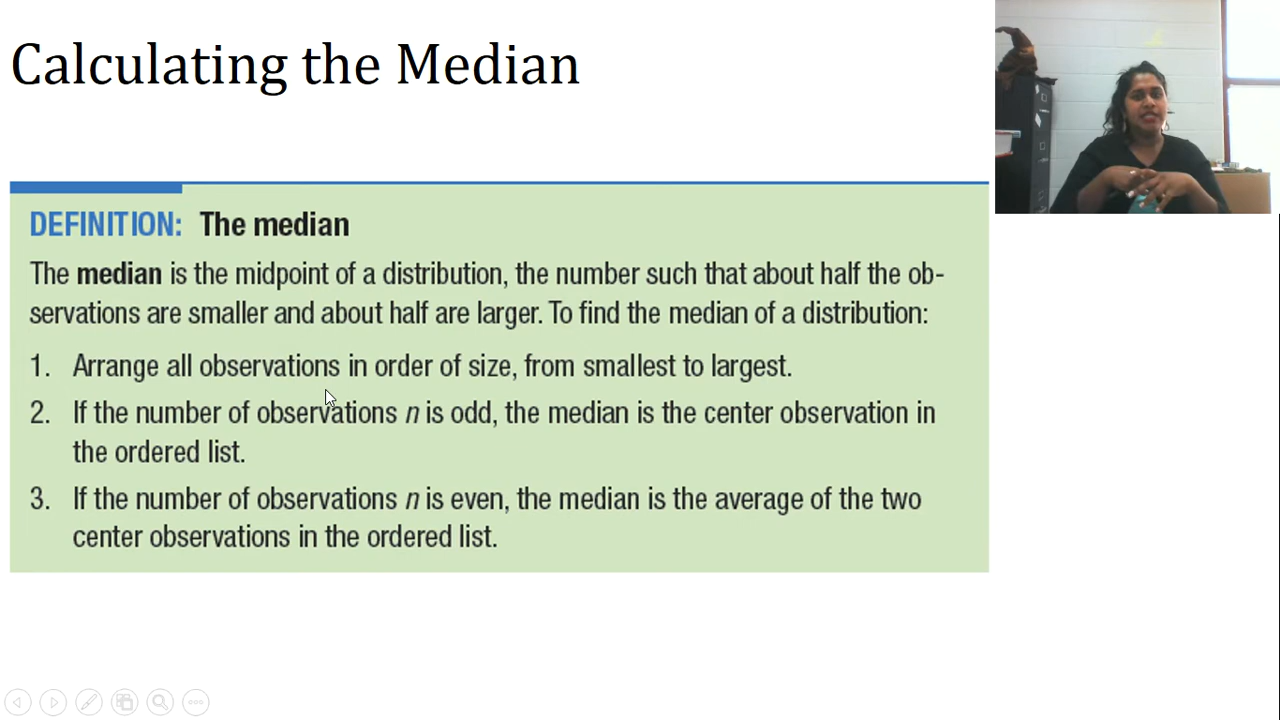 Calculating the Median
DEFINITION: The median
The median is the midpoint of a distribution, the number such that about half the ob-
servations are smaller and about half are larger. To find the median of a distribution:
1. Arrange all observations in order of size, from smallest to largest.
2. If the number of observations n is odd, the median is the center observation in
the ordered list.
3. If the number of observations n is even, the median is the average of the two
center observations in the ordered list.